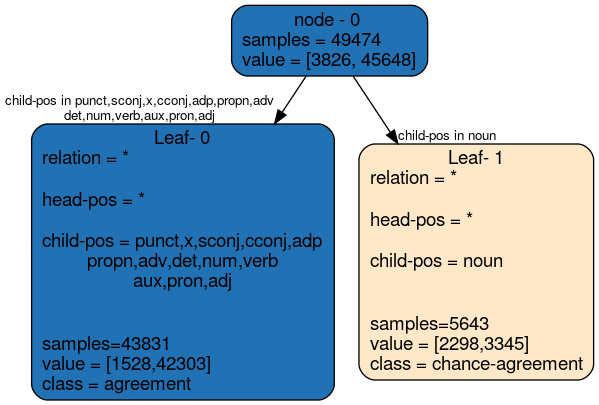 node - 0
samples = 49474
value = [3826, 45648]
child-pos in punct,sconj,x,cconj,adp,propn,adv
det,num,verb,aux,pron,adj
child-pos in noun
Leaf- 0
relation = *
head-pos = *
child-pos = punct,x,sconj,cconj,adp
propn,adv,det,num,verb
aux,pron,adj
samples=43831
value = [1528,42303]
class = agreement
Leaf- 1
relation = *
head-pos = *
child-pos = noun
samples=5643
value = [2298,3345]
class = chance-agreement